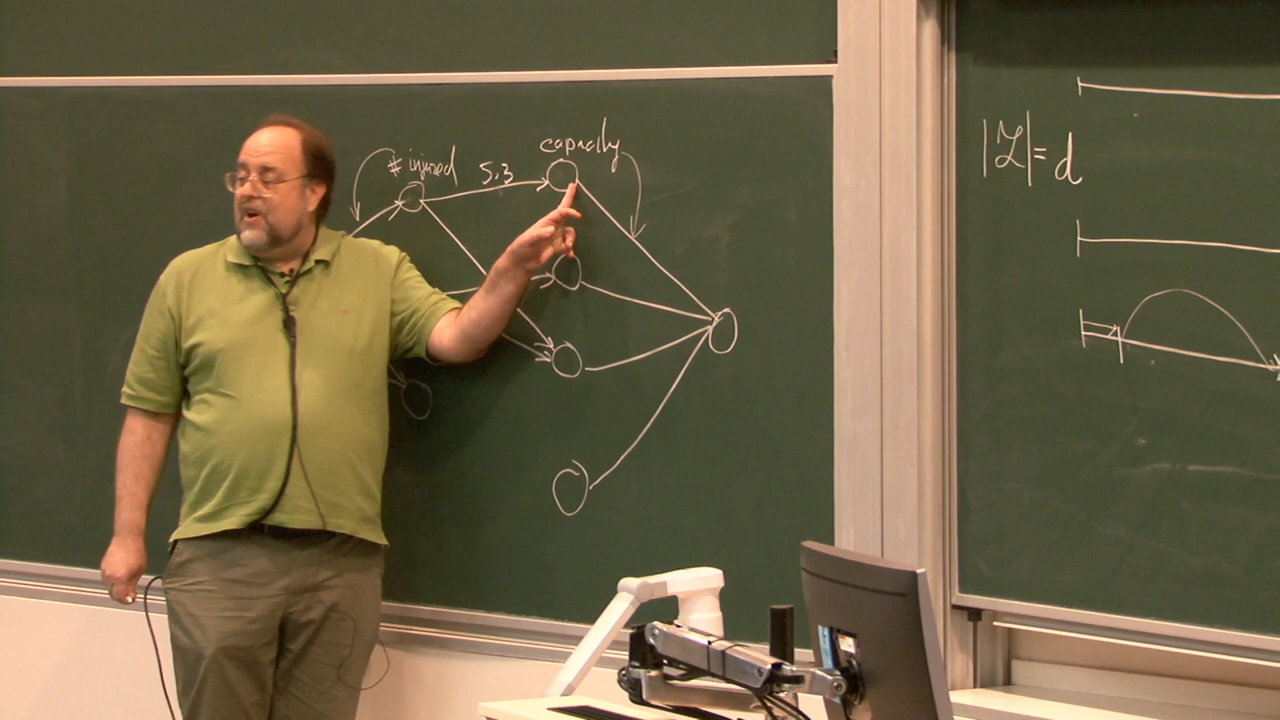 # injured
5.3
capacity
|𝓛| = d